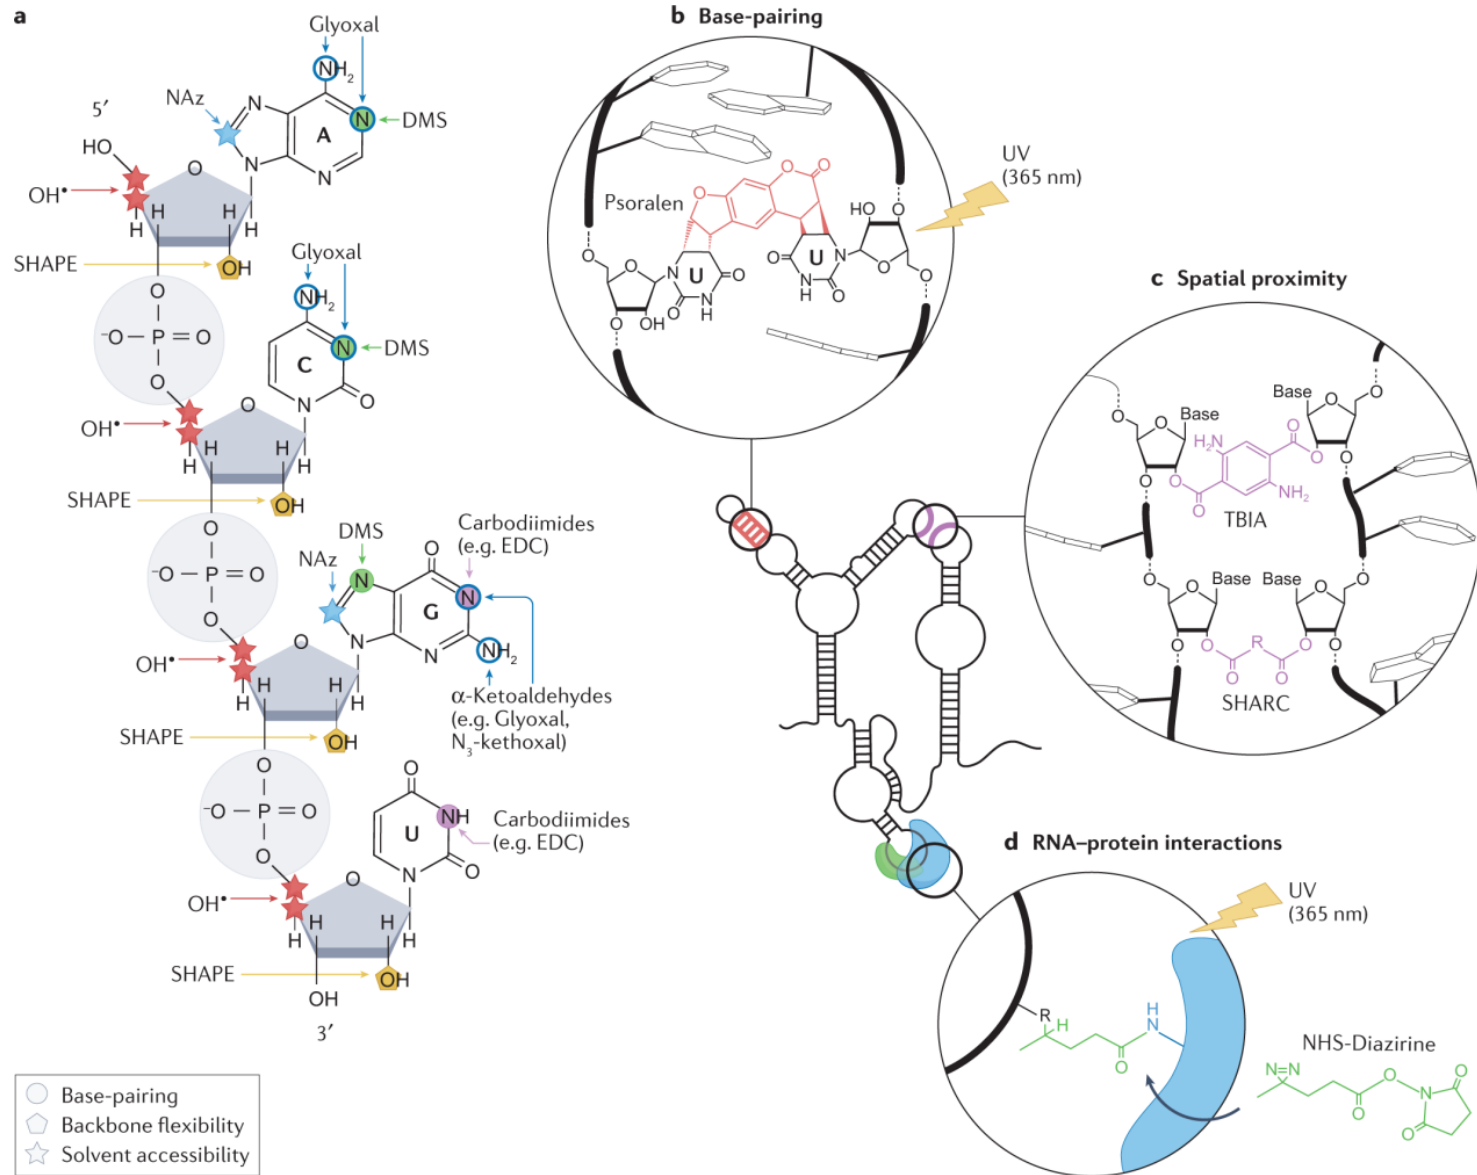 a
Glyoxal
NH2
NAz
N
N
DMS
5′
A
HO
O
N
N
OH•
H
H
H
H
SHAPE
OH
O
Glyoxal
NH2
⁻O
P
O
N
DMS
C
O
N
O
O
OH•
H
H
H
H
SHAPE
OH
O
DMS
Carbodiimides
(e.g. EDC)
O
NAz
N
⁻O
P
O
N
G
O
N
N
NH2
O
OH•
H
H
H
H
α-Ketoaldehydes
(e.g. Glyoxal,
N3-kethoxal)
SHAPE
OH
O
O
⁻O
P
O
NH
Carbodiimides
(e.g. EDC)
U
O
N
O
O
OH•
H
H
H
H
SHAPE
OH
OH
3′
Base-pairing
Backbone flexibility
Solvent accessibility
b Base-pairing
UV
(365 nm)
O
O
O
Psoralen
HO
O
O
O
O
N
U
O
O
N
U
O
O
N
H
O
O
N
H
O
OH
c Spatial proximity
O
Base
O
Base
O
O
O
H2N
O
O
O
NH2
O
O
TBIA
O
Base
Base
O
O
O
O
O
R
O
O
O
O
SHARC
d RNA–protein interactions
UV
(365 nm)
R
H
H
N
O
NHS-Diazirine
N
N
O
O
N
O
O